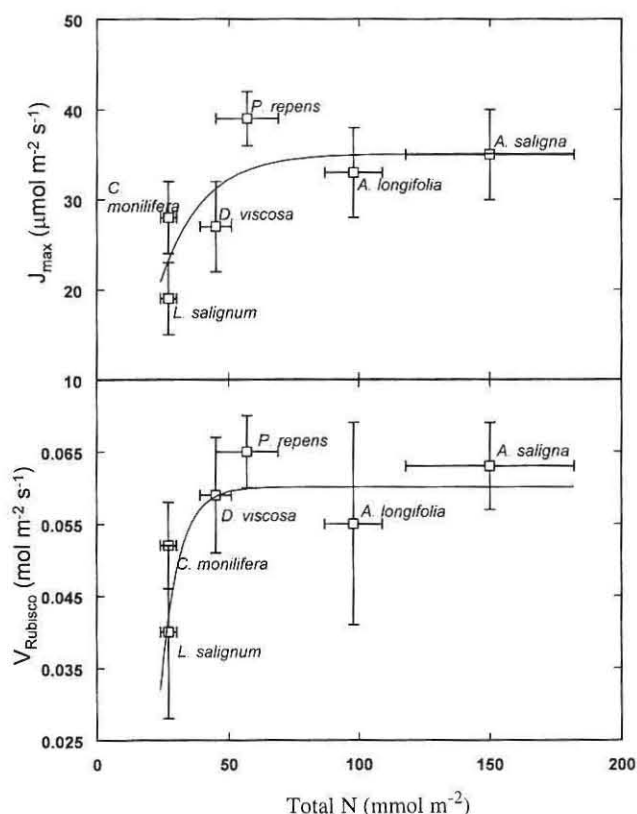 50
40
30
20
10
J_max (μmol m⁻² s⁻¹)
P. repens
A. saligna
C
monilifera
A. longifolia
D. viscosa
L. salignum
0.065
0.055
0.045
0.035
0.025
V_Rubisco (mol m⁻² s⁻¹)
P. repens
A. saligna
D. viscosa
A. longifolia
C. monilifera
L. salignum
0
50
100
150
200
Total N (mmol m⁻²)